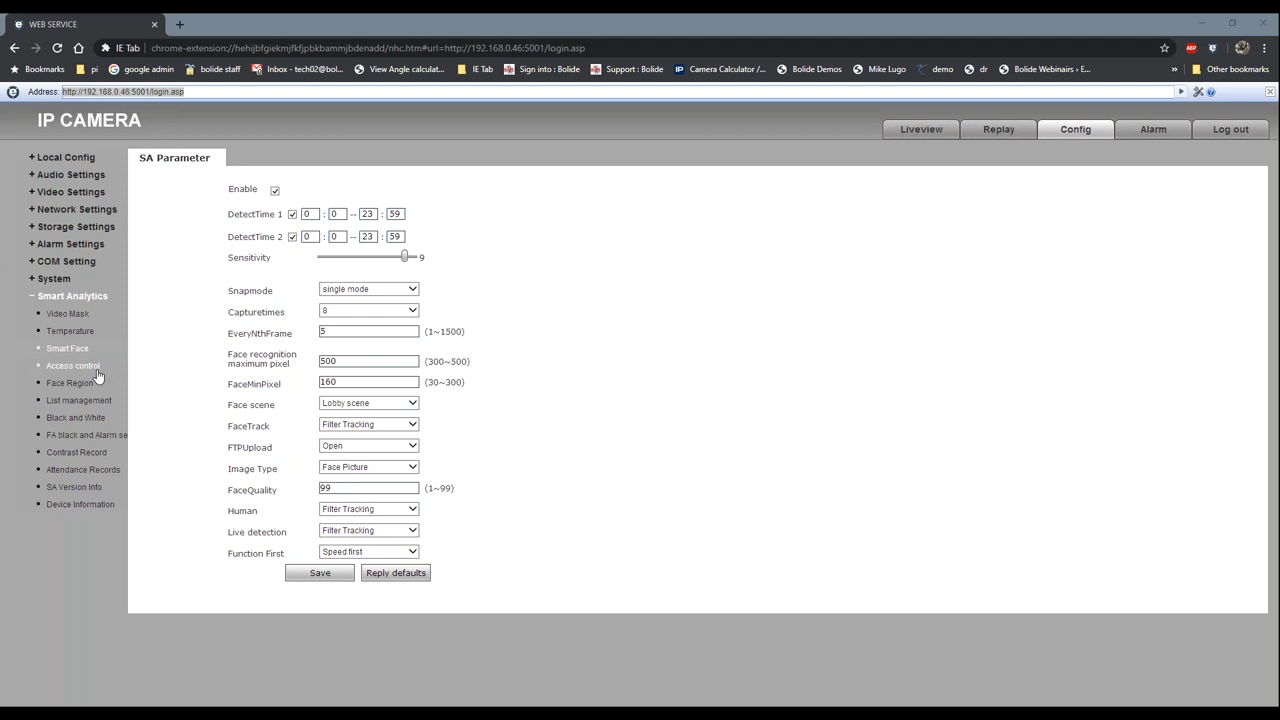 WEB SERVICE
IE Tab chrome-extension://hehijbfgiekmjfkfjpbkbammjbdenadd/nhc.htm#url=http://192.168.0.46:5001/login.asp
Bookmarks pi google admin bolide staff Inbox - tech02@bol... View Angle calculat... IE Tab Sign into : Bolide Support : Bolide Camera Calculator /... Bolide Demos Mike Lugo demo dr Bolide Webinairs › E... » Other bookmarks
Address: http://192.168.0.46:5001/login.asp
IP CAMERA
Liveview Replay Config Alarm Log out
+ Local Config
+ Audio Settings
+ Video Settings
+ Network Settings
+ Storage Settings
+ Alarm Settings
+ COM Setting
+ System
− Smart Analytics
• Video Mask
• Temperature
• Smart Face
• Access control
• Face Region
• List management
• Black and White
• FA black and Alarm se
• Contrast Record
• Attendance Records
• SA Version Info
• Device Information
SA Parameter
Enable
DetectTime 1 0 : 0 -- 23 : 59
DetectTime 2 0 : 0 -- 23 : 59
Sensitivity 9
Snapmode single mode
Capturetimes 8
EveryNthFrame 5 (1~1500)
Face recognition
maximum pixel 500 (300~500)
FaceMinPixel 160 (30~300)
Face scene Lobby scene
FaceTrack Filter Tracking
FTPUpload Open
Image Type Face Picture
FaceQuality 99 (1~99)
Human Filter Tracking
Live detection Filter Tracking
Function First Speed first
Save Reply defaults